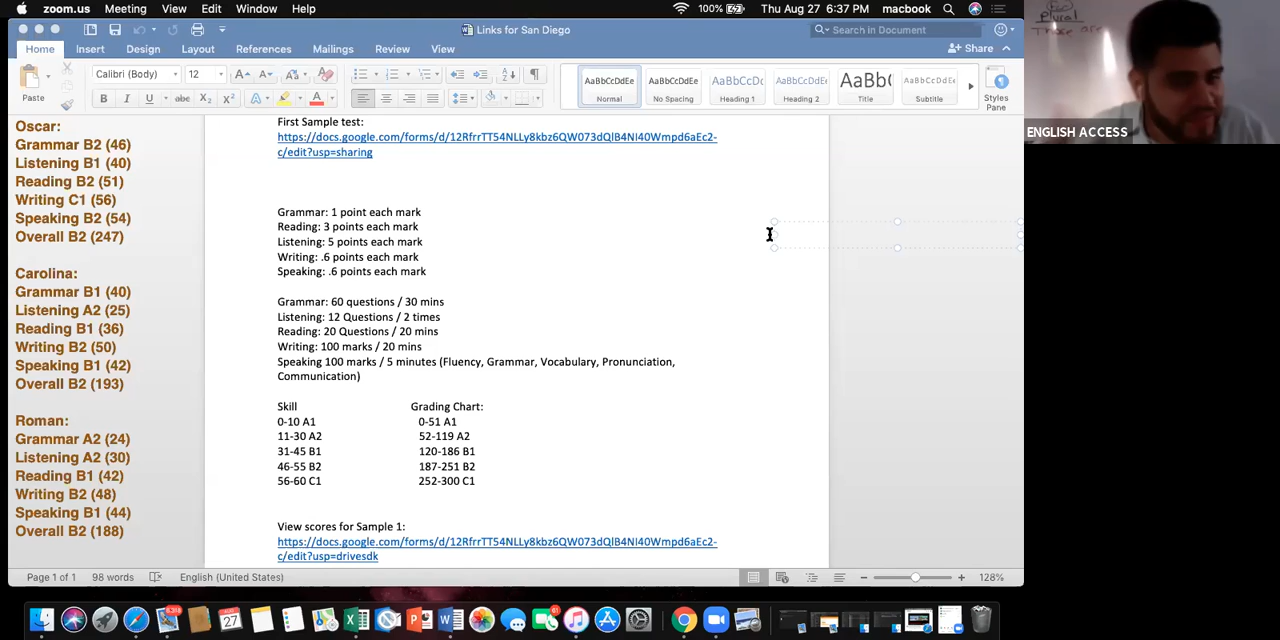 zoom.us Meeting View Edit Window Help
100% Thu Aug 27 6:37 PM macbook
Links for San Diego
Search in Document
Home Insert Design Layout References Mailings Review View
Share
Paste
Calibri (Body) 12
AaBbCcDdEe AaBbCcDdEe AaBbCcDc AaBbCcDdEe AaBb( AaBbCcDdEe
Normal No Spacing Heading 1 Heading 2 Title Subtitle
Styles
Pane
plural
ENGLISH ACCESS
Oscar:
Grammar B2 (46)
Listening B1 (40)
Reading B2 (51)
Writing C1 (56)
Speaking B2 (54)
Overall B2 (247)
Carolina:
Grammar B1 (40)
Listening A2 (25)
Reading B1 (36)
Writing B2 (50)
Speaking B1 (42)
Overall B2 (193)
Roman:
Grammar A2 (24)
Listening A2 (30)
Reading B1 (42)
Writing B2 (48)
Speaking B1 (44)
Overall B2 (188)
First Sample test:
https://docs.google.com/forms/d/12RfrrTT54NLLy8kbz6QW073dQlB4NI40Wmpd6aEc2-
c/edit?usp=sharing
Grammar: 1 point each mark
Reading: 3 points each mark
Listening: 5 points each mark
Writing: .6 points each mark
Speaking: .6 points each mark
Grammar: 60 questions / 30 mins
Listening: 12 Questions / 2 times
Reading: 20 Questions / 20 mins
Writing: 100 marks / 20 mins
Speaking 100 marks / 5 minutes (Fluency, Grammar, Vocabulary, Pronunciation,
Communication)
Skill Grading Chart:
0-10 A1 0-51 A1
11-30 A2 52-119 A2
31-45 B1 120-186 B1
46-55 B2 187-251 B2
56-60 C1 252-300 C1
View scores for Sample 1:
https://docs.google.com/forms/d/12RfrrTT54NLLy8kbz6QW073dQlB4NI40Wmpd6aEc2-
c/edit?usp=drivesdk
Page 1 of 1 98 words English (United States) 128%